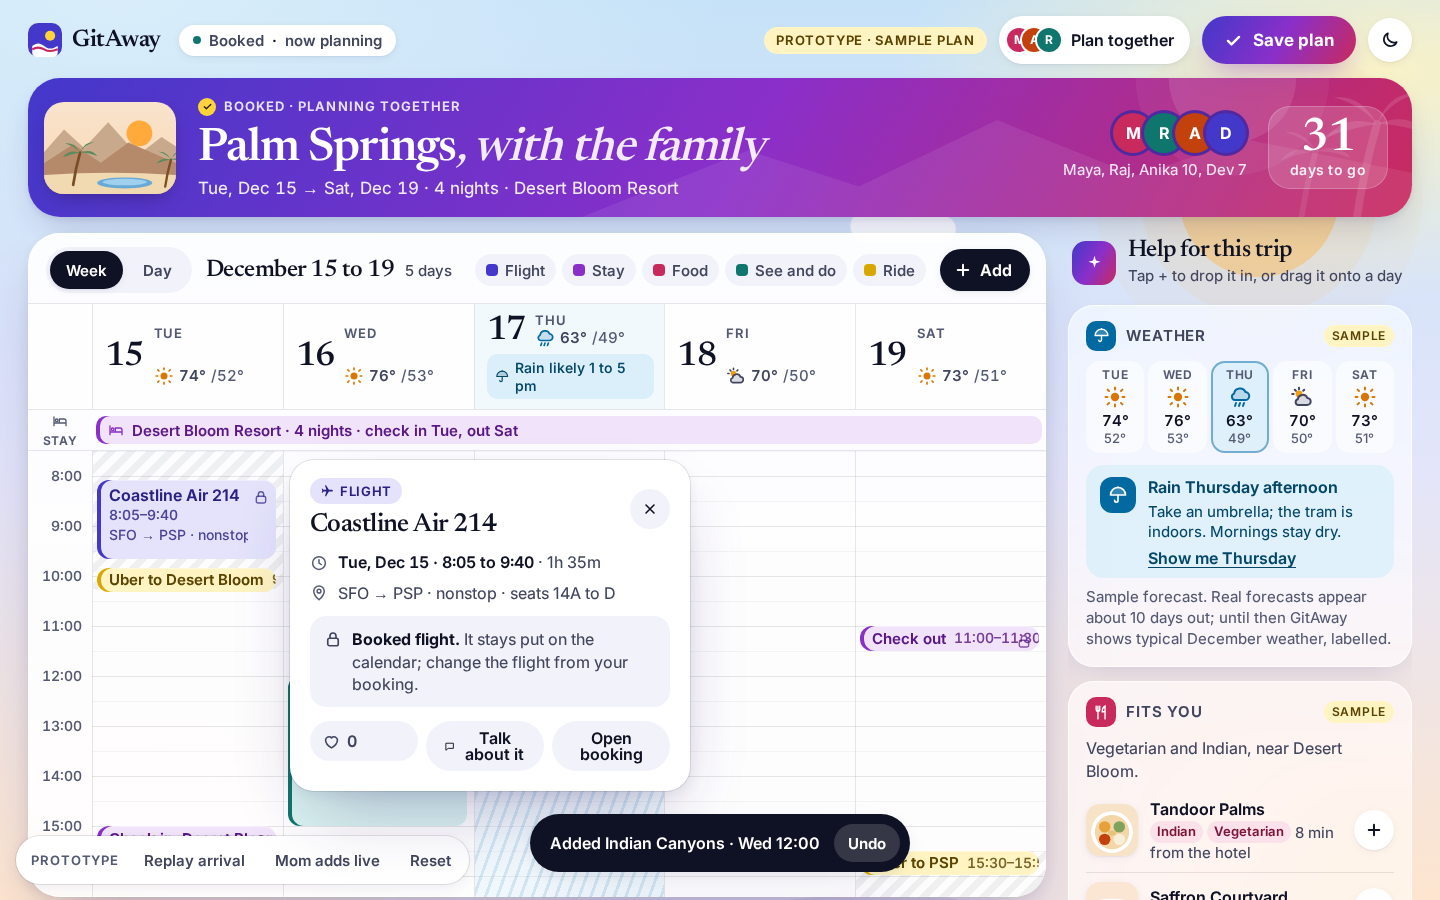 GitAway
Booked · now planning
PROTOTYPE · SAMPLE PLAN
M A R Plan together
Save plan
BOOKED · PLANNING TOGETHER
Palm Springs, with the family
Tue, Dec 15 → Sat, Dec 19 · 4 nights · Desert Bloom Resort
M R A D
Maya, Raj, Anika 10, Dev 7
31
days to go
Week Day
December 15 to 19 5 days
Flight Stay Food See and do Ride
+ Add
15 TUE
74° /52°
16 WED
76° /53°
17 THU
63° /49°
Rain likely 1 to 5
pm
18 FRI
70° /50°
19 SAT
73° /51°
STAY
Desert Bloom Resort · 4 nights · check in Tue, out Sat
8:00
9:00
10:00
11:00
12:00
13:00
14:00
15:00
Coastline Air 214
8:05–9:40
SFO → PSP · nonstop
Uber to Desert Bloom
FLIGHT
Coastline Air 214
Tue, Dec 15 · 8:05 to 9:40 · 1h 35m
SFO → PSP · nonstop · seats 14A to D
Booked flight. It stays put on the
calendar; change the flight from your
booking.
0
Talk
about it
Open
booking
Check out 11:00–11:30
to PSP 15:30–15:
PROTOTYPE Replay arrival Mom adds live Reset
Added Indian Canyons · Wed 12:00 Undo
Help for this trip
Tap + to drop it in, or drag it onto a day
WEATHER SAMPLE
TUE
74°
52°
WED
76°
53°
THU
63°
49°
FRI
70°
50°
SAT
73°
51°
Rain Thursday afternoon
Take an umbrella; the tram is
indoors. Mornings stay dry.
Show me Thursday
Sample forecast. Real forecasts appear
about 10 days out; until then GitAway
shows typical December weather, labelled.
FITS YOU SAMPLE
Vegetarian and Indian, near Desert
Bloom.
Tandoor Palms
Indian Vegetarian 8 min
from the hotel
Saffron Courtyard